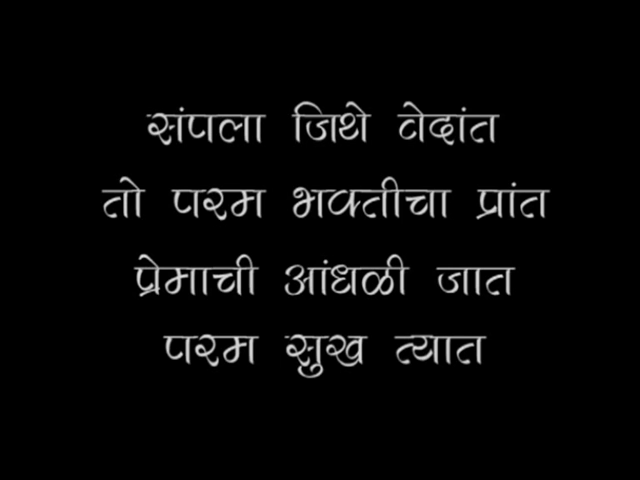 संपला जिथे वेदांत
तो परम भक्तीचा प्रांत
प्रेमाची आंधळी जात
परम सुख त्यात